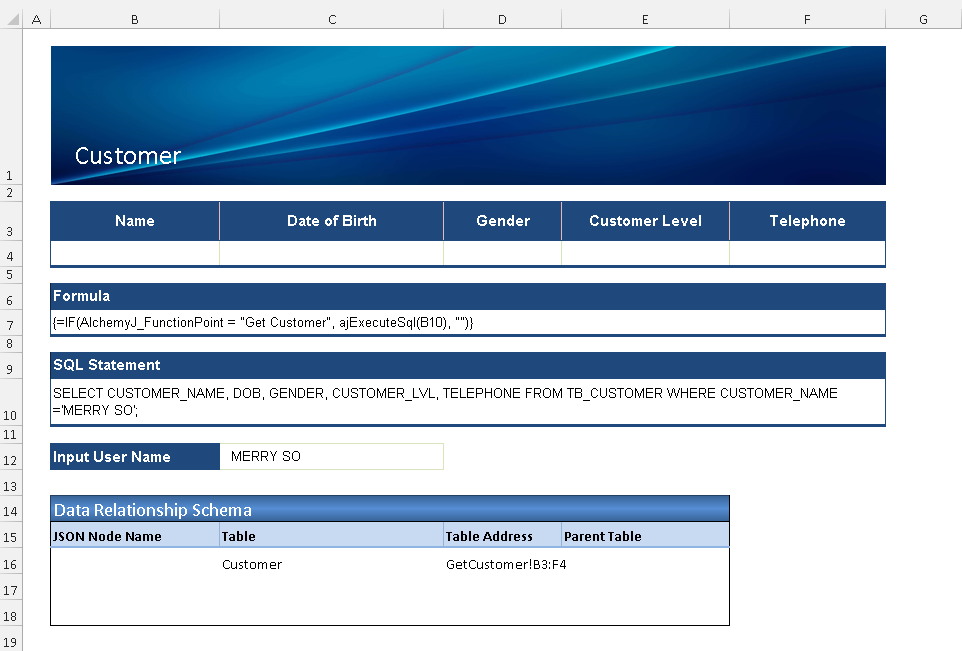 A B C D E F G
1
Customer
2
3 Name Date of Birth Gender Customer Level Telephone
4
5
6 Formula
7 {=IF(AlchemyJ_FunctionPoint = "Get Customer", ajExecuteSql(B10), "")}
8
9 SQL Statement
10 SELECT CUSTOMER_NAME, DOB, GENDER, CUSTOMER_LVL, TELEPHONE FROM TB_CUSTOMER WHERE CUSTOMER_NAME
='MERRY SO';
11
12 Input User Name MERRY SO
13
14 Data Relationship Schema
15 JSON Node Name Table Table Address Parent Table
16 Customer GetCustomer!B3:F4
17
18
19